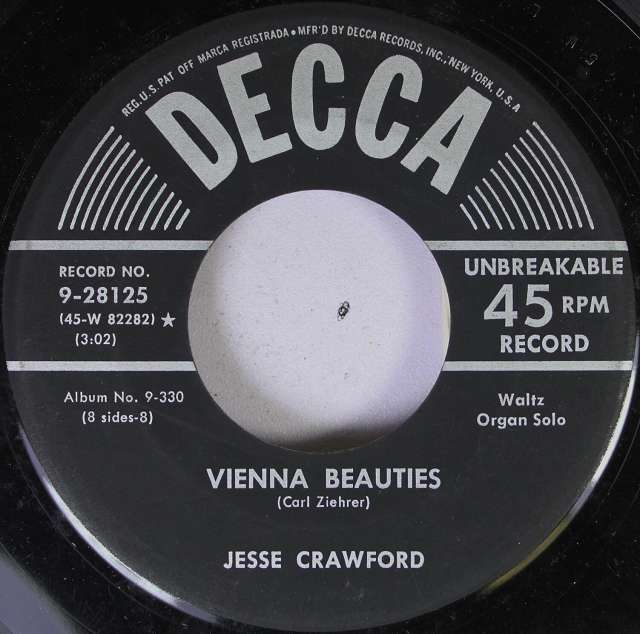 REG. U.S. PAT OFF MARCA REGISTRADA • MFR'D BY DECCA RECORDS, INC., NEW YORK, U.S.A
DECCA
RECORD NO.
9-28125
(45-W 82282) ★
(3:02)
UNBREAKABLE
45 RPM
RECORD
Album No. 9-330
(8 sides-8)
Waltz
Organ Solo
VIENNA BEAUTIES
(Carl Ziehrer)
JESSE CRAWFORD